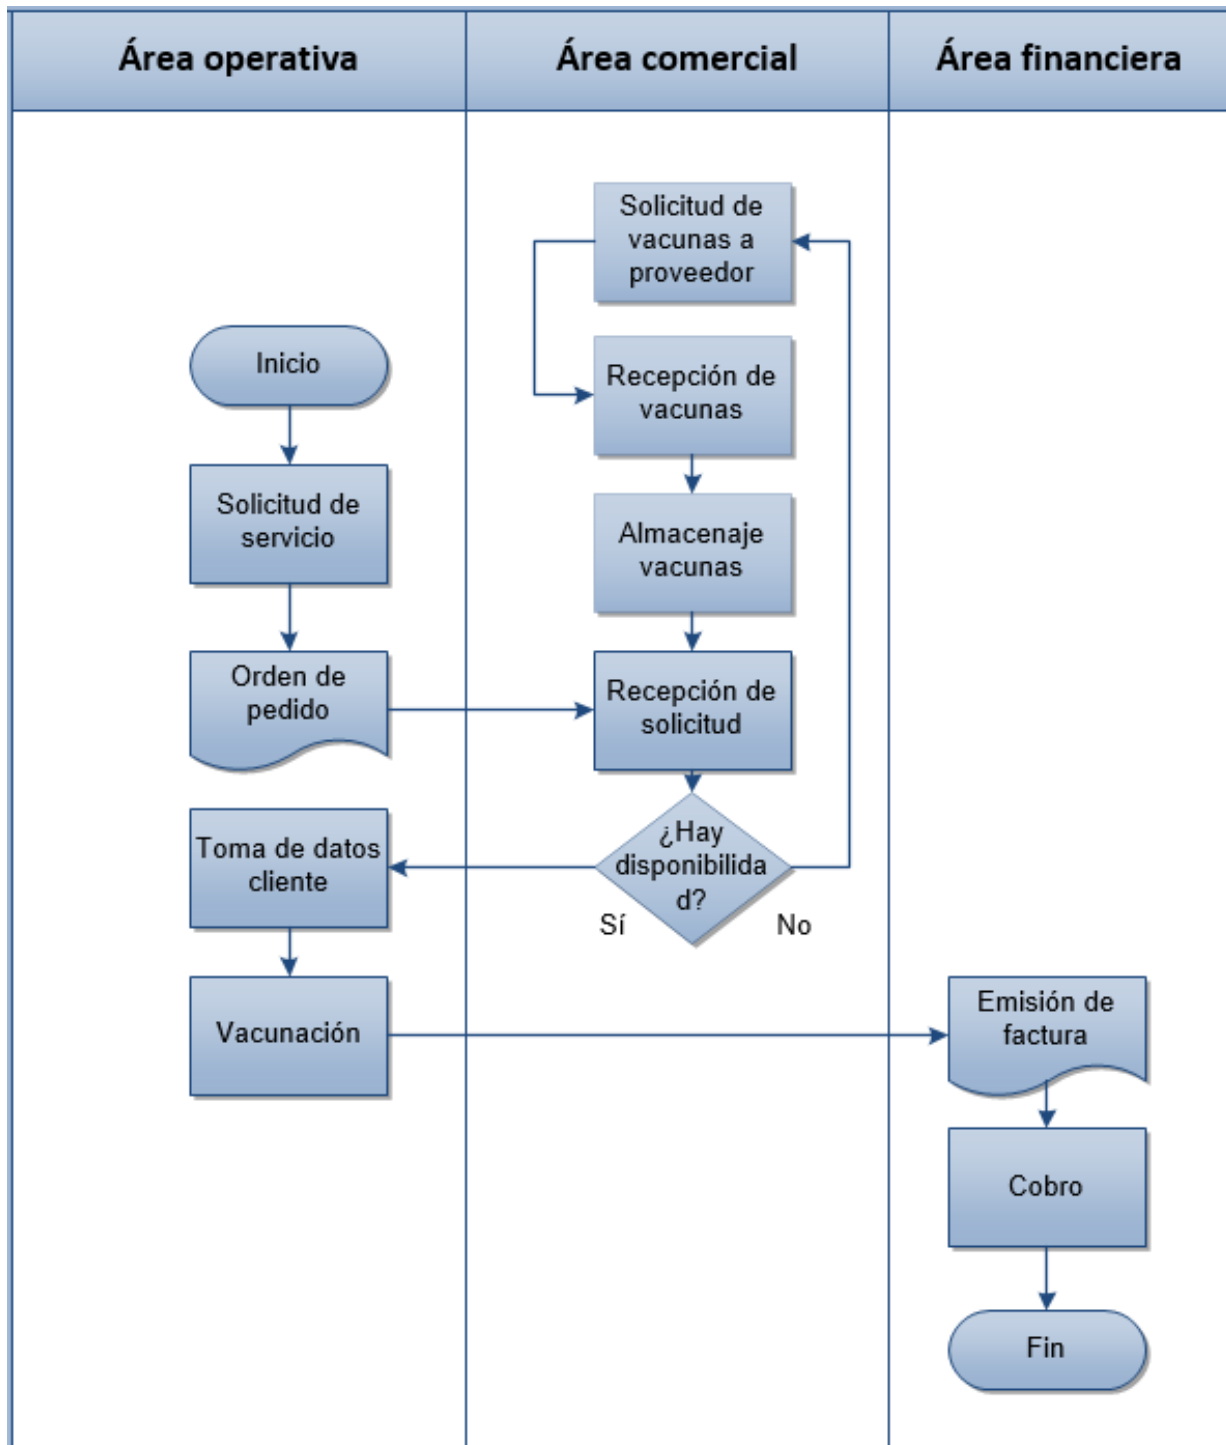 Área operativa
Área comercial
Área financiera
Inicio
Solicitud de
servicio
Orden de
pedido
Toma de datos
cliente
Vacunación
Solicitud de
vacunas a
proveedor
Recepción de
vacunas
Almacenaje
vacunas
Recepción de
solicitud
¿Hay
disponibilida
d?
Sí
No
Emisión de
factura
Cobro
Fin